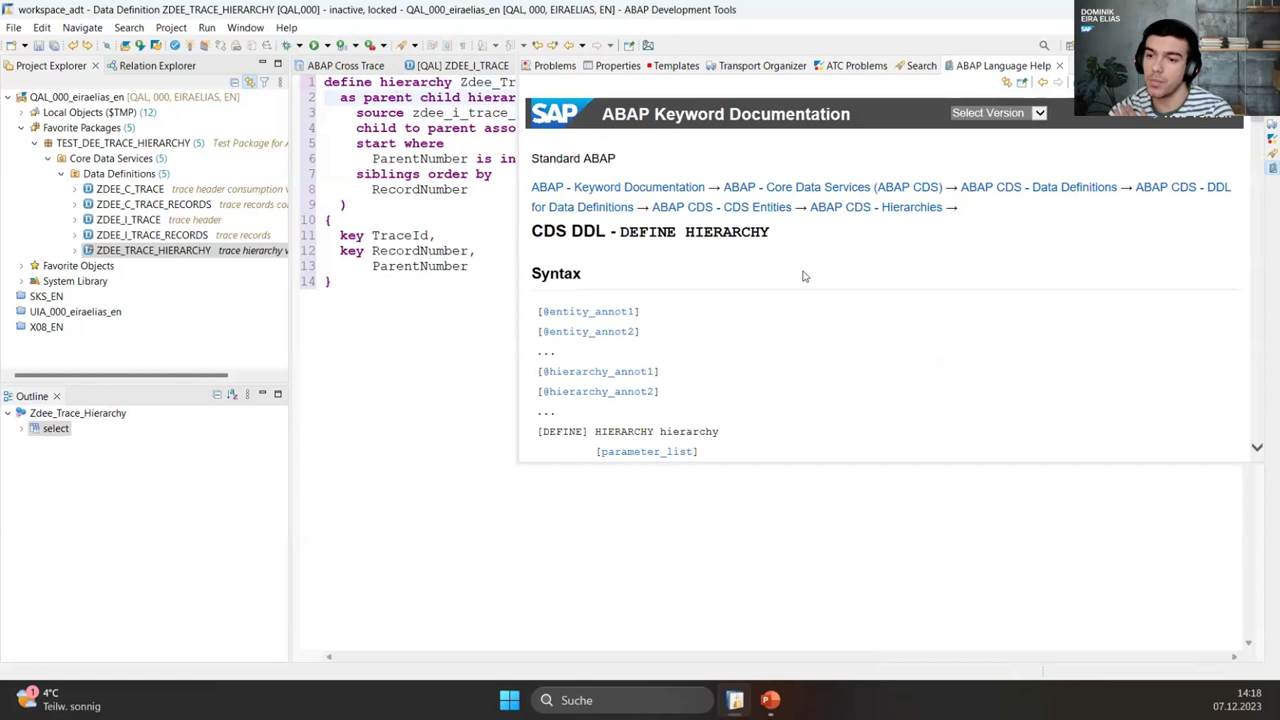 workspace_adt - Data Definition ZDEE_TRACE_HIERARCHY [QAL,000] - inactive, locked - QAL_000_eiraelias_en [QAL, 000, EIRAELIAS, EN] - ABAP Development Tools
DOMINIK
EIRA ELIAS
SAP
File Edit Navigate Search Project Run Window Help
Project Explorer Relation Explorer
ABAP Cross Trace [QAL] ZDEE_I_TRACE Problems Properties Templates Transport Organizer ATC Problems Search ABAP Language Help
QAL_000_eiraelias_en [QAL, 000, EIRAELIAS, EN]
Local Objects ($TMP) (12)
Favorite Packages (5)
TEST_DEE_TRACE_HIERARCHY (5) Test Package for A
Core Data Services (5)
Data Definitions (5)
ZDEE_C_TRACE trace header consumption v
ZDEE_C_TRACE_RECORDS trace records co
ZDEE_I_TRACE trace header
ZDEE_I_TRACE_RECORDS trace records
ZDEE_TRACE_HIERARCHY trace hierarchy v
Favorite Objects
System Library
SKS_EN
UIA_000_eiraelias_en
X08_EN
Outline
Zdee_Trace_Hierarchy
select
1 define hierarchy Zdee_Tr
2 as parent child hierar
3 source zdee_i_trace_
4 child to parent asso
5 start where
6 ParentNumber is in
7 siblings order by
8 RecordNumber
9 )
10 {
11 key TraceId,
12 key RecordNumber,
13 ParentNumber
14 }
SAP ABAP Keyword Documentation Select Version
Standard ABAP
ABAP - Keyword Documentation → ABAP - Core Data Services (ABAP CDS) → ABAP CDS - Data Definitions → ABAP CDS - DDL
for Data Definitions → ABAP CDS - CDS Entities → ABAP CDS - Hierarchies →
CDS DDL - DEFINE HIERARCHY
Syntax
[@entity_annot1]
[@entity_annot2]
...
[@hierarchy_annot1]
[@hierarchy_annot2]
...
[DEFINE] HIERARCHY hierarchy
[parameter_list]
1
4°C
Teilw. sonnig
Suche
14:18
07.12.2023